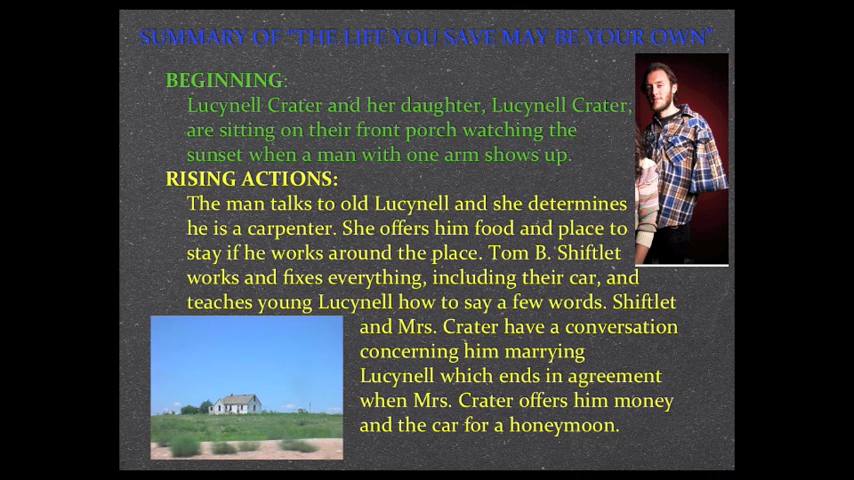 SUMMARY OF "THE LIFE YOU SAVE MAY BE YOUR OWN"
BEGINNING:
Lucynell Crater and her daughter, Lucynell Crater,
are sitting on their front porch watching the
sunset when a man with one arm shows up.
RISING ACTIONS:
The man talks to old Lucynell and she determines
he is a carpenter. She offers him food and place to
stay if he works around the place. Tom B. Shiftlet
works and fixes everything, including their car, and
teaches young Lucynell how to say a few words. Shiftlet
and Mrs. Crater have a conversation
concerning him marrying
Lucynell which ends in agreement
when Mrs. Crater offers him money
and the car for a honeymoon.